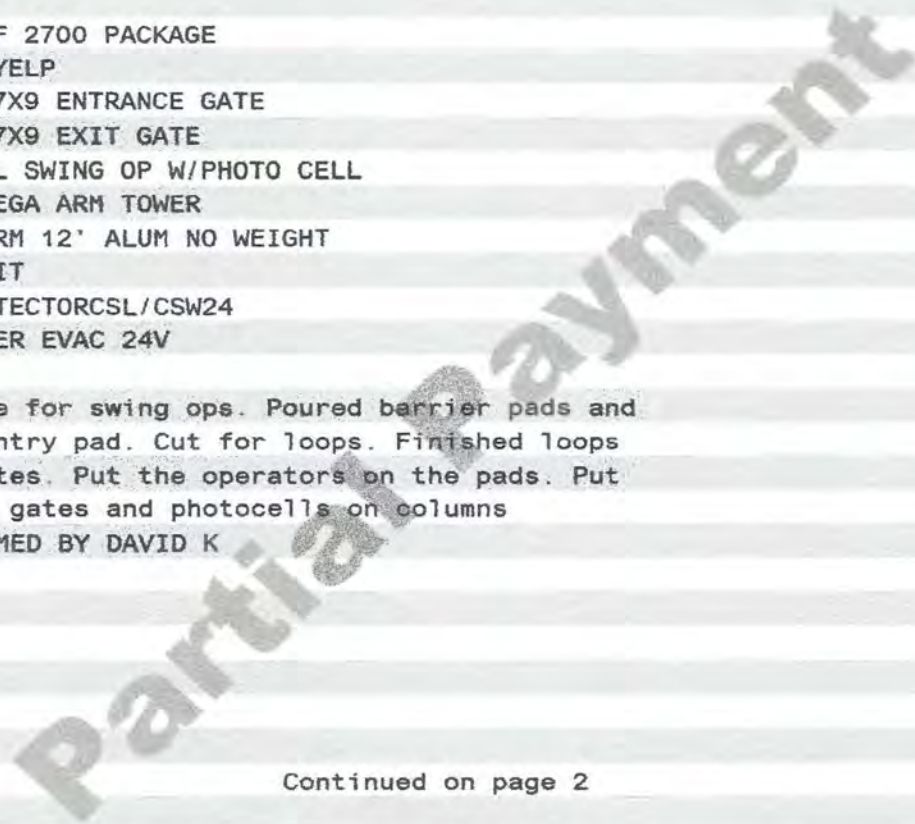 F 2700 PACKAGE
YELP
7X9 ENTRANCE GATE
7X9 EXIT GATE
L SWING OP W/PHOTO CELL
EGA ARM TOWER
RM 12' ALUM NO WEIGHT
IT
TECTORCSL/CSW24
ER EVAC 24V
e for swing ops. Poured barrier pads and
ntry pad. Cut for loops. Finished loops
tes. Put the operators on the pads. Put
gates and photocells on columns
MED BY DAVID K
Partial Payment
Continued on page 2